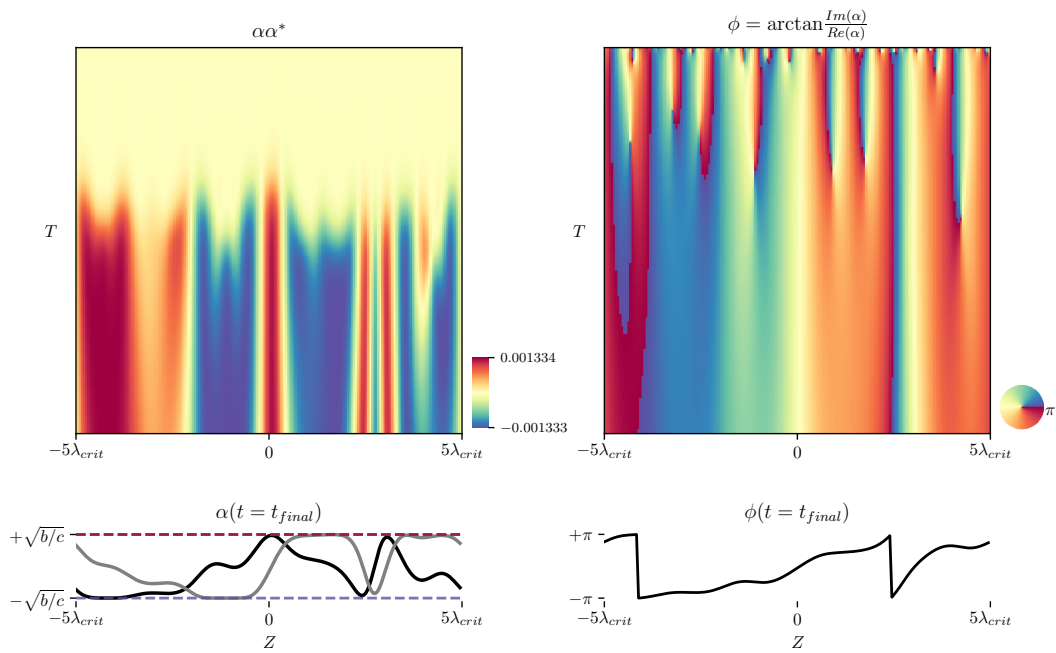 αα*
ϕ = arctan Im(α)/Re(α)
T
T
0.001334
−0.001333
π
−5λcrit 0 5λcrit
−5λcrit 0 5λcrit
α(t = tfinal)
ϕ(t = tfinal)
+√b/c
−√b/c
+π
−π
−5λcrit 0 5λcrit
−5λcrit 0 5λcrit
Z
Z